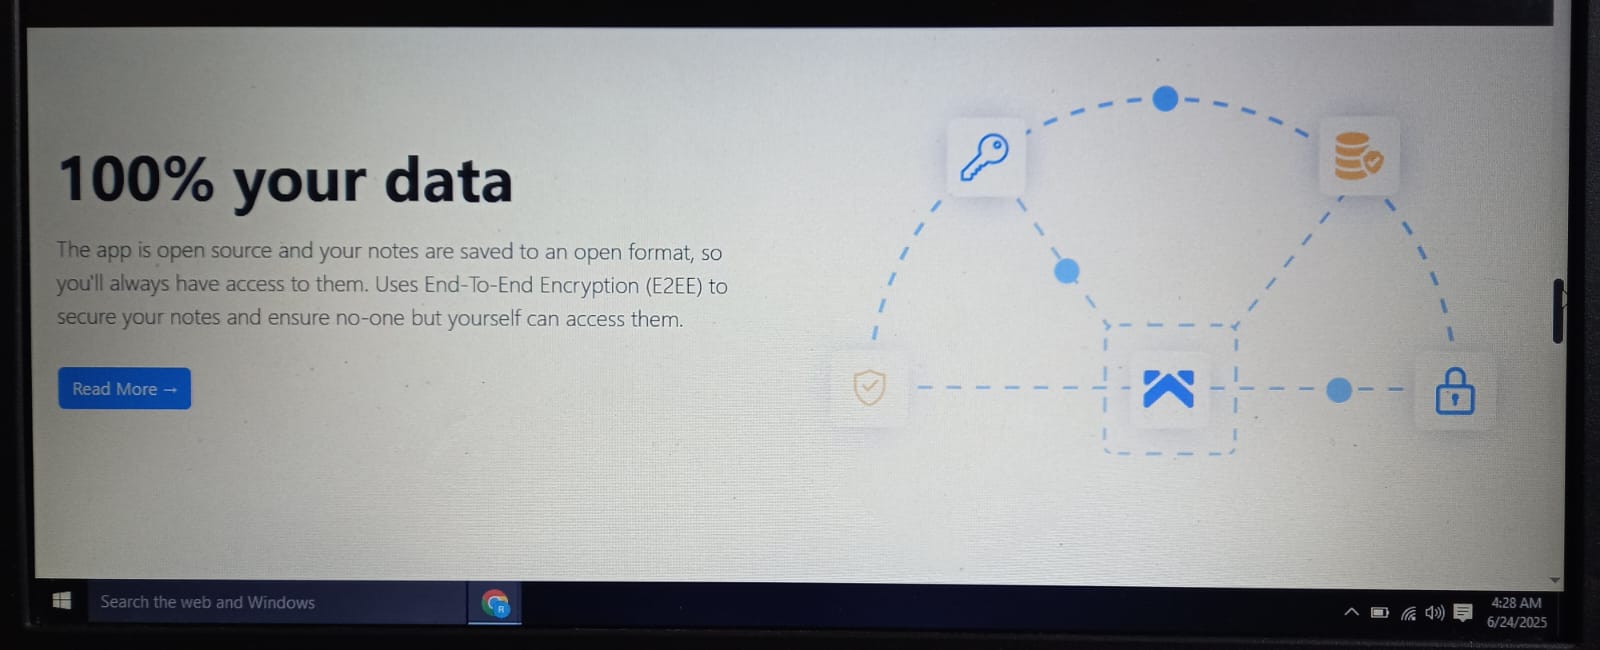 100% your data
The app is open source and your notes are saved to an open format, so
you'll always have access to them. Uses End-To-End Encryption (E2EE) to
secure your notes and ensure no-one but yourself can access them.
Read More →
Search the web and Windows
R
4:28 AM
6/24/2025